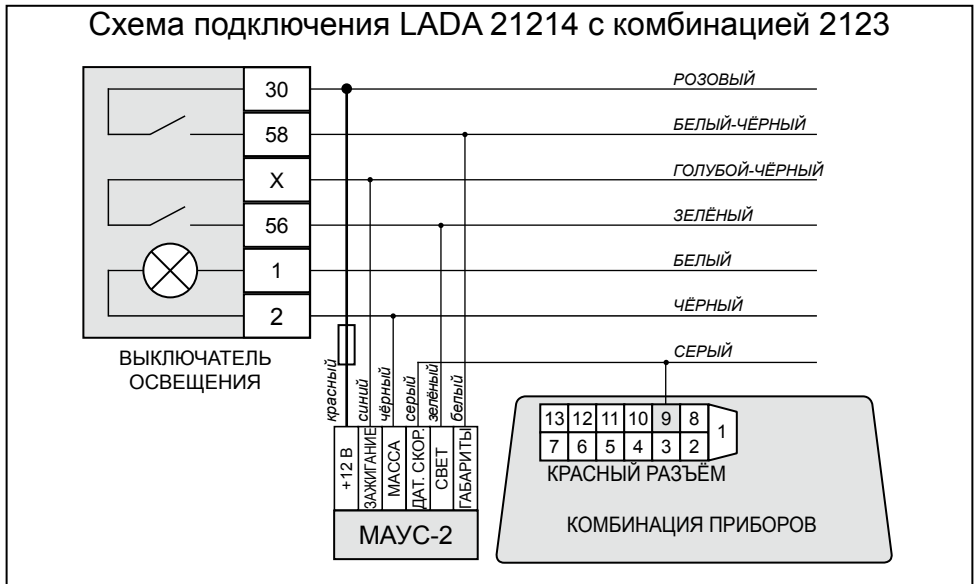 Схема подключения LADA 21214 с комбинацией 2123
30
РОЗОВЫЙ
58
БЕЛЫЙ-ЧЁРНЫЙ
X
ГОЛУБОЙ-ЧЁРНЫЙ
56
ЗЕЛЁНЫЙ
1
БЕЛЫЙ
2
ЧЁРНЫЙ
СЕРЫЙ
ВЫКЛЮЧАТЕЛЬ
ОСВЕЩЕНИЯ
красный
синий
чёрный
серый
зелёный
белый
+12 В
ЗАЖИГАНИЕ
МАССА
ДАТ. СКОР.
СВЕТ
ГАБАРИТЫ
МАУС-2
13 12 11 10 9 8
1
7 6 5 4 3 2
КРАСНЫЙ РАЗЪЁМ
КОМБИНАЦИЯ ПРИБОРОВ